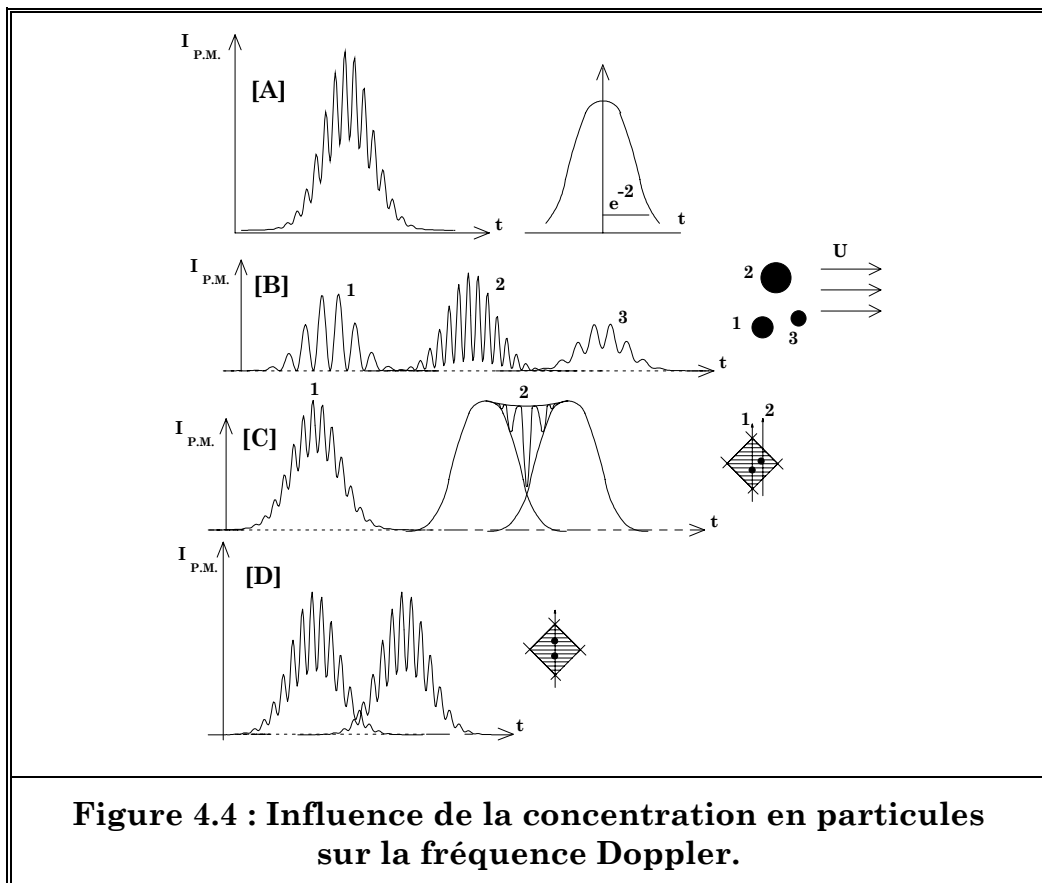 I P.M.
[A]
t
e-2
t
I P.M.
[B]
1
2
3
t
2
U
1
3
I P.M.
[C]
1
2
t
1 2
I P.M.
[D]
t
Figure 4.4 : Influence de la concentration en particules
sur la fréquence Doppler.